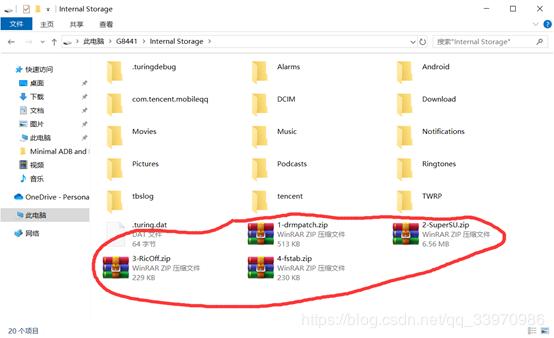 Internal Storage
文件
主页
共享
查看
此电脑 > G8441 > Internal Storage
搜索"Internal Storage"
快速访问
桌面
下载
文档
图片
此电脑
Minimal ADB and
视频
音乐
OneDrive - Persona
此电脑
网络
.turingdebug
Alarms
Android
com.tencent.mobileqq
DCIM
Download
Movies
Music
Notifications
Pictures
Podcasts
Ringtones
tbslog
tencent
TWRP
.turing.dat
DAT 文件
64 字节
1-drmpatch.zip
WinRAR ZIP 压缩文件
513 KB
2-SuperSU.zip
WinRAR ZIP 压缩文件
6.56 MB
3-RicOff.zip
WinRAR ZIP 压缩文件
229 KB
4-fstab.zip
WinRAR ZIP 压缩文件
230 KB
20 个项目
https://blog.csdn.net/qq_33970986